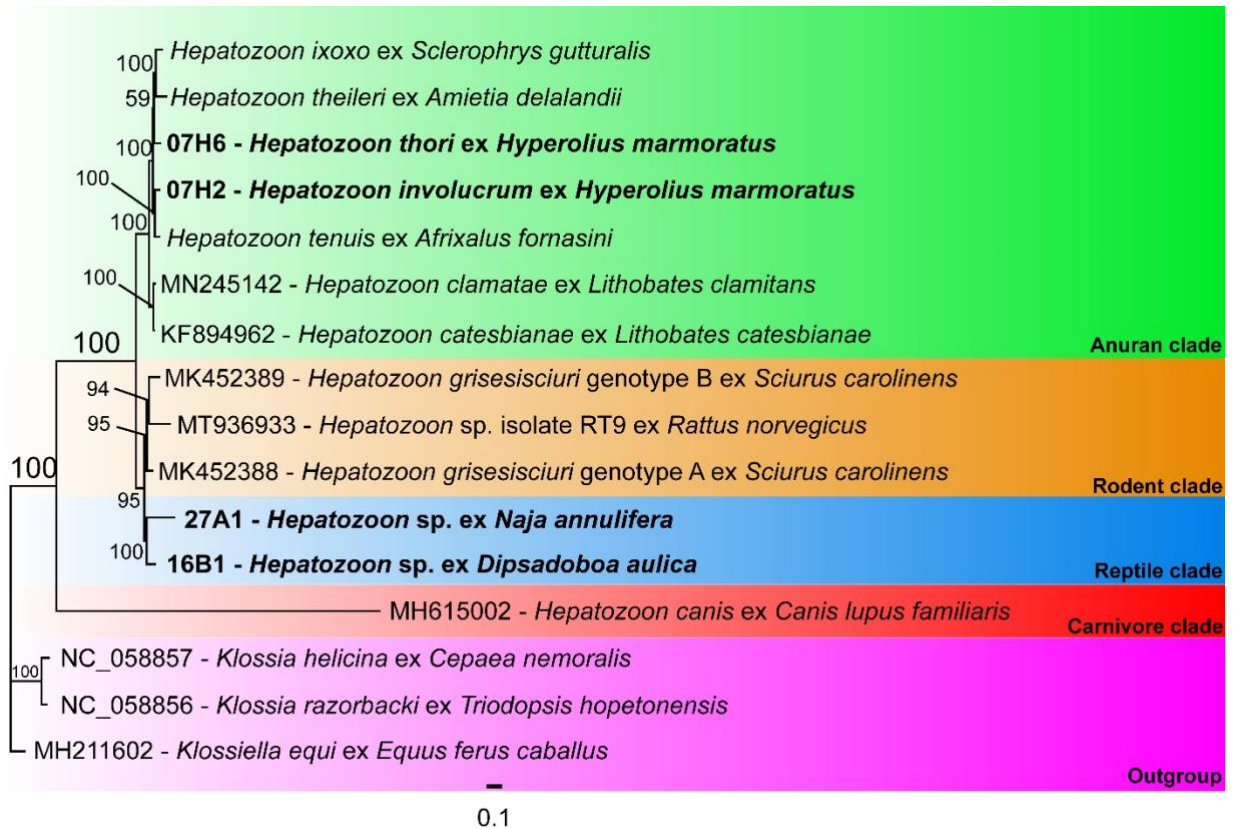 100
Hepatozoon ixoxo ex Sclerophrys gutturalis
59
Hepatozoon theileri ex Amietia delalandii
100
07H6 - Hepatozoon thori ex Hyperolius marmoratus
100
07H2 - Hepatozoon involucrum ex Hyperolius marmoratus
100
Hepatozoon tenuis ex Afrixalus fornasini
100
MN245142 - Hepatozoon clamatae ex Lithobates clamitans
KF894962 - Hepatozoon catesbianae ex Lithobates catesbianae
100
Anuran clade
94
MK452389 - Hepatozoon grisesisciuri genotype B ex Sciurus carolinens
95
MT936933 - Hepatozoon sp. isolate RT9 ex Rattus norvegicus
100
MK452388 - Hepatozoon grisesisciuri genotype A ex Sciurus carolinens
Rodent clade
95
27A1 - Hepatozoon sp. ex Naja annulifera
100
16B1 - Hepatozoon sp. ex Dipsadoboa aulica
Reptile clade
MH615002 - Hepatozoon canis ex Canis lupus familiaris
Carnivore clade
NC_058857 - Klossia helicina ex Cepaea nemoralis
100
NC_058856 - Klossia razorbacki ex Triodopsis hopetonensis
MH211602 - Klossiella equi ex Equus ferus caballus
Outgroup
0.1